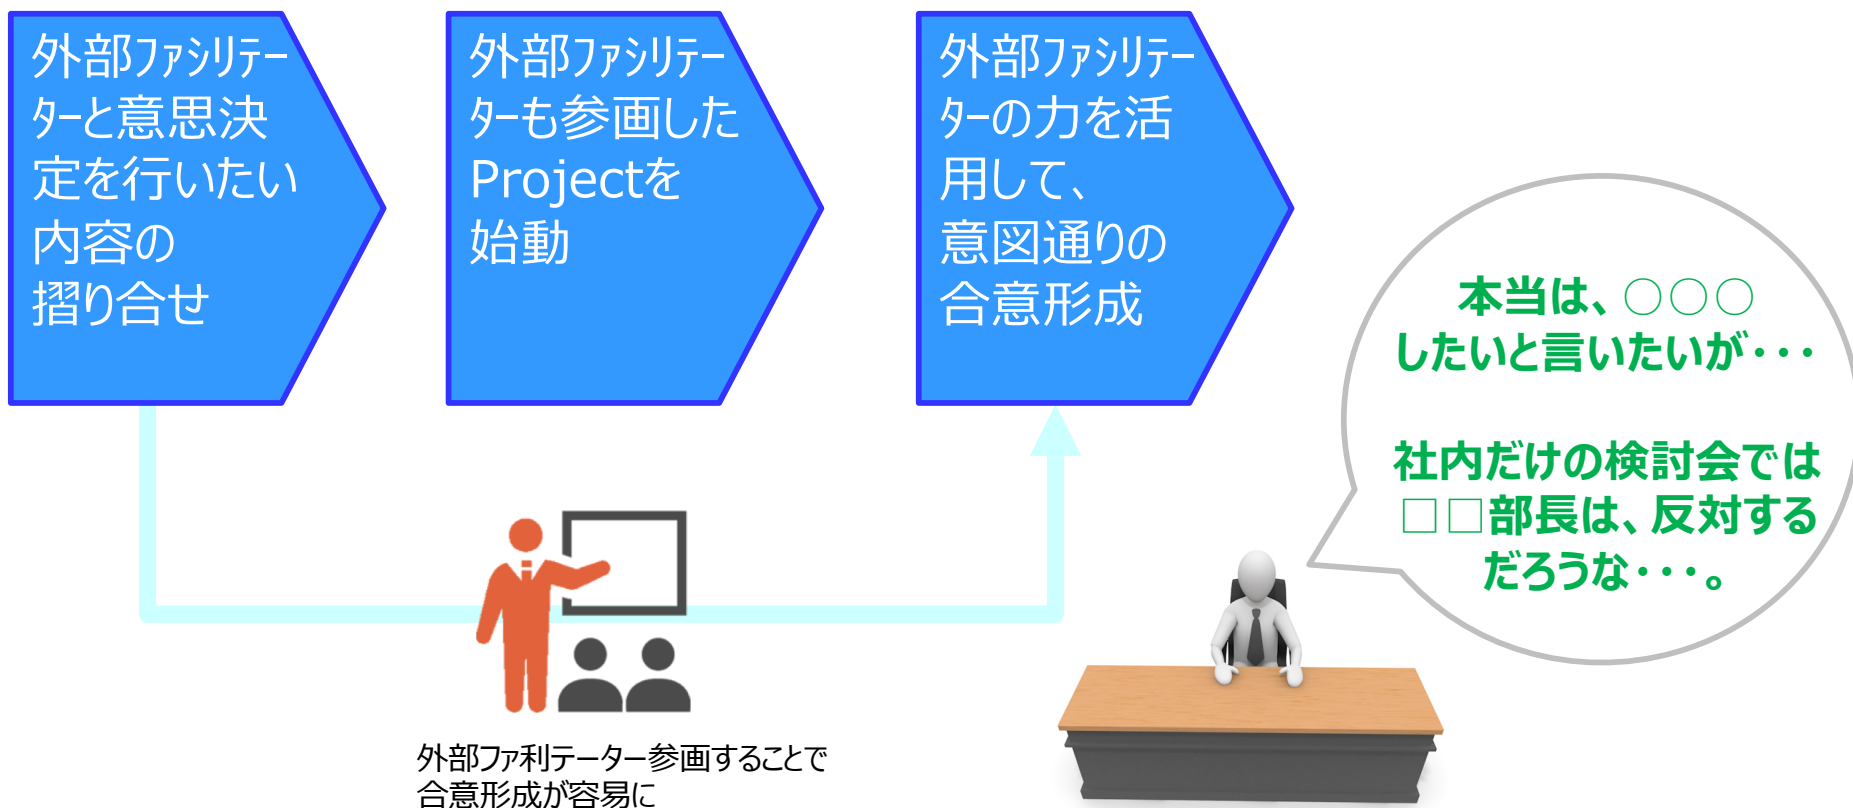 外部ファシリテー
ターと意思決
定を行いたい
内容の
摺り合せ
外部ファシリテー
ターも参画した
Projectを
始動
外部ファシリテー
ターの力を活
用して、
意図通りの
合意形成
本当は、○○○
したいと言いたいが・・・
社内だけの検討会では
□□部長は、反対する
だろうな・・・。
外部ファ利テーター参画することで
合意形成が容易に